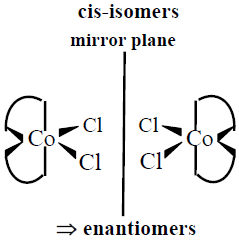 cis-isomers
mirror plane
Cl Cl
Co Co
Cl Cl
⇒ enantiomers